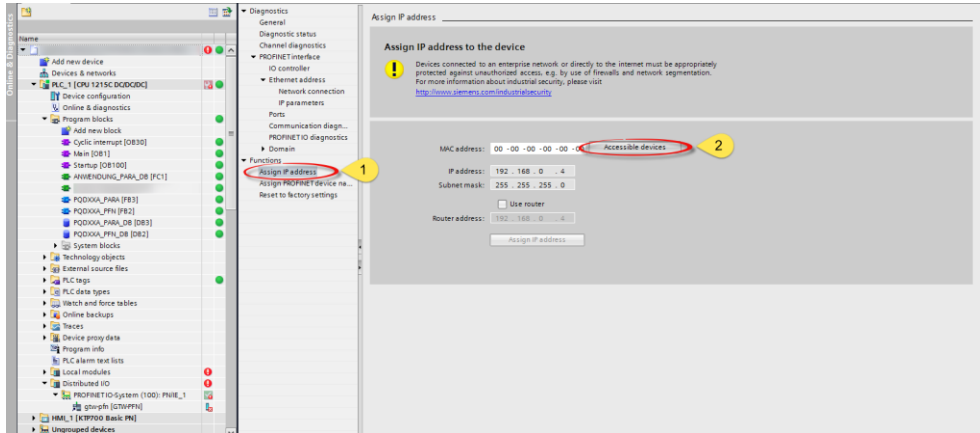 Online & Diagnostics
Name
Add new device
Devices & networks
PLC_1 [CPU 1215C DC/DC/DC]
Device configuration
Online & diagnostics
Program blocks
Add new block
Cyclic interrupt [OB30]
Main [OB1]
Startup [OB100]
ANWENDUNG_PARA_DB [FC1]
PQDXXA_PARA [FB3]
PQDXXA_PFN [FB2]
PQDXXA_PARA_DB [DB3]
PQDXXA_PFN_DB [DB2]
System blocks
Technology objects
External source files
PLC tags
PLC data types
Watch and force tables
Online backups
Traces
Device proxy data
Program info
PLC alarm text lists
Local modules
Distributed I/O
PROFINET IO-System (100): PN/IE_1
gtw-pfn [GTW-PFN]
HMI_1 [KTP700 Basic PN]
Ungrouped devices
Diagnostics
General
Diagnostic status
Channel diagnostics
PROFINET interface
IO controller
Ethernet address
Network connection
IP parameters
Ports
Communication diagn...
PROFINET IO diagnostics
Domain
Functions
Assign IP address
1
Assign PROFINET device na...
Reset to factory settings
Assign IP address
Assign IP address to the device
Devices connected to an enterprise network or directly to the internet must be appropriately
protected against unauthorized access, e.g. by use of firewalls and network segmentation.
For more information about industrial security, please visit
http://www.siemens.com/industrialsecurity
MAC address: 00 -00 -00 -00 -00 -0 Accessible devices 2
IP address: 192 . 168 . 0 . 4
Subnet mask: 255 . 255 . 255 . 0
Use router
Router address: 192 . 168 . 0 . 4
Assign IP address